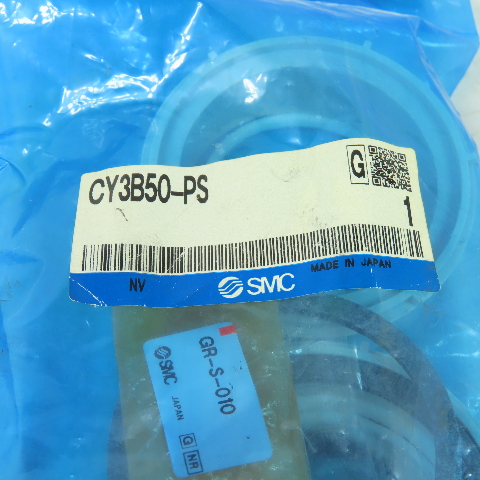 CY3B50-PS
G
1
NV
SMC
MADE IN JAPAN
GR-S-010
SMC
JAPAN
G NR